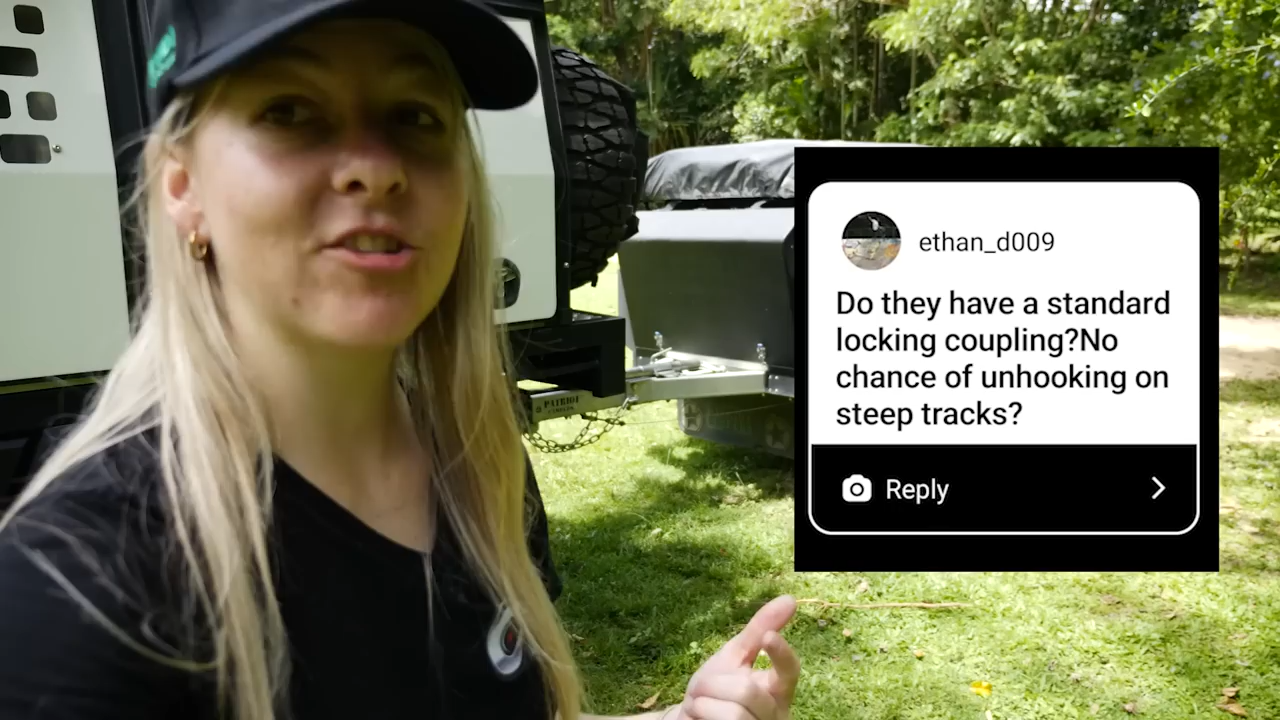 ethan_d009
Do they have a standard
locking coupling?No
chance of unhooking on
steep tracks?
Reply
PATRIOT